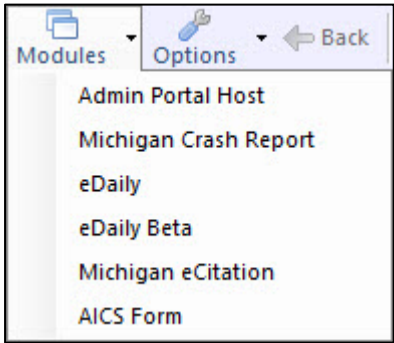 Modules Options Back
Admin Portal Host
Michigan Crash Report
eDaily
eDaily Beta
Michigan eCitation
AICS Form